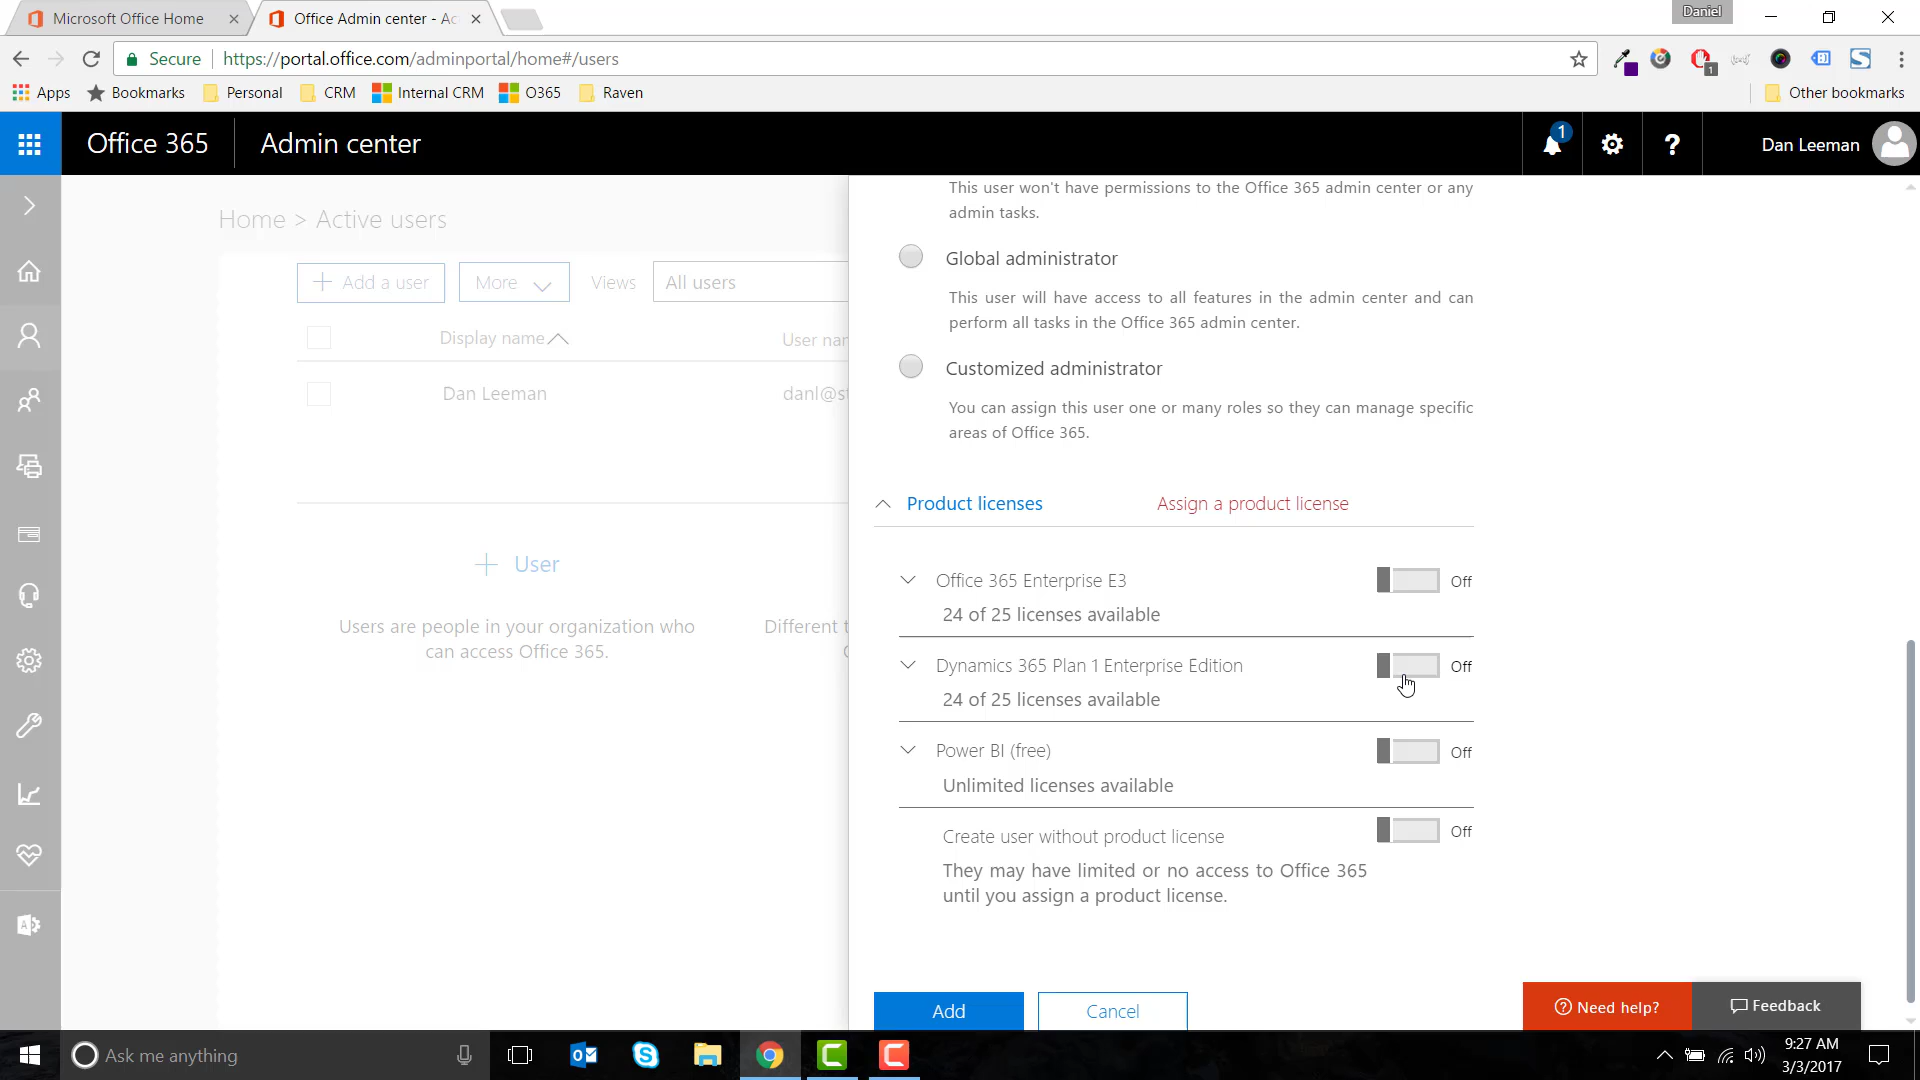 Microsoft Office Home
Office Admin center - Ac
Daniel
Secure
https://portal.office.com/adminportal/home#/users
1
Apps
Bookmarks
Personal
CRM
Internal CRM
O365
Raven
Other bookmarks
Office 365
Admin center
1
?
Dan Leeman
Home > Active users
Add a user
More
Views
All users
Display name
User nar
Dan Leeman
User
Users are people in your organization who
can access Office 365.
Different t
This user won't have permissions to the Office 365 admin center or any
admin tasks.
Global administrator
This user will have access to all features in the admin center and can
perform all tasks in the Office 365 admin center.
Customized administrator
You can assign this user one or many roles so they can manage specific
areas of Office 365.
Product licenses
Assign a product license
Office 365 Enterprise E3
Off
24 of 25 licenses available
Dynamics 365 Plan 1 Enterprise Edition
Off
24 of 25 licenses available
Power BI (free)
Off
Unlimited licenses available
Create user without product license
Off
They may have limited or no access to Office 365
until you assign a product license.
Add
Cancel
Need help?
Feedback
Ask me anything
9:27 AM
3/3/2017